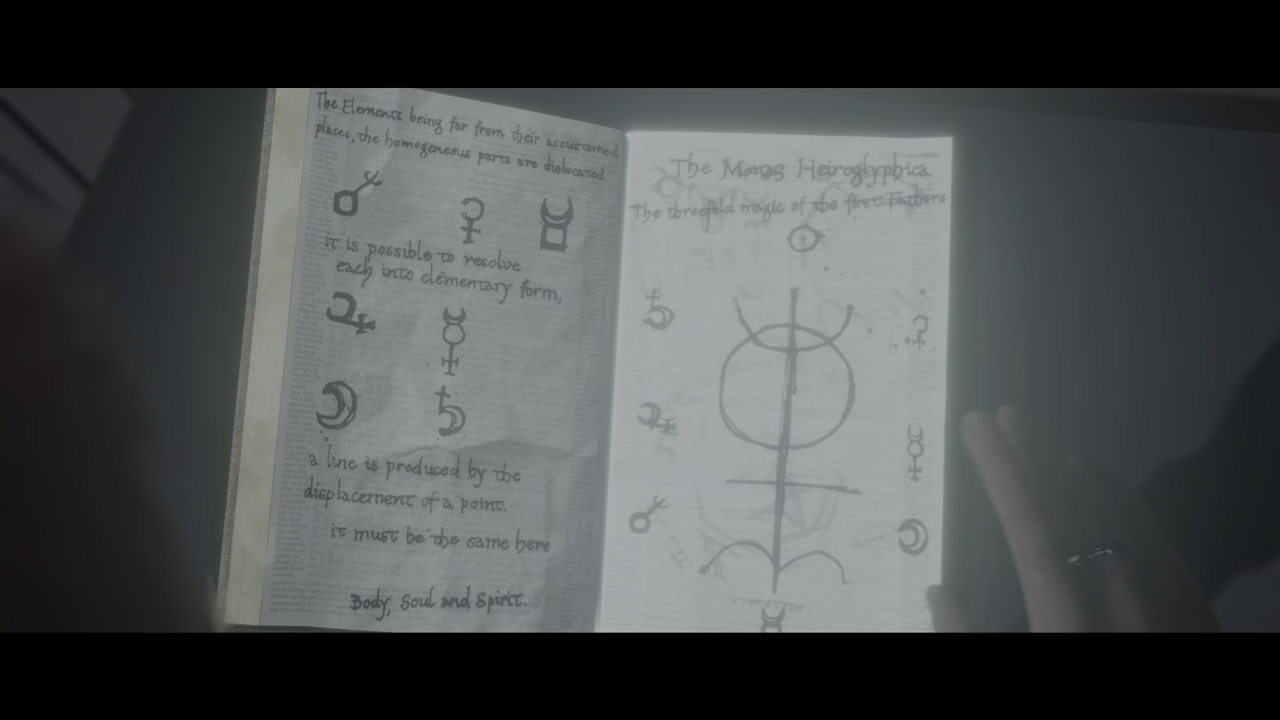 The Elements being far from their accustomed
places, the homogeneous parts are dislocated.
it is possible to resolve
each into elementary form,
a line is produced by the
displacement of a point.
it must be the same here
Body, Soul and Spirit.
The Monas Heiroglyphica
The threefold magic of the first Fathers